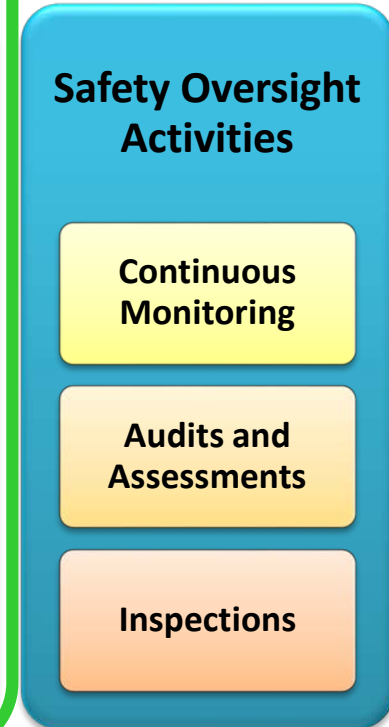 Safety Oversight
Activities
Continuous
Monitoring
Audits and
Assessments
Inspections